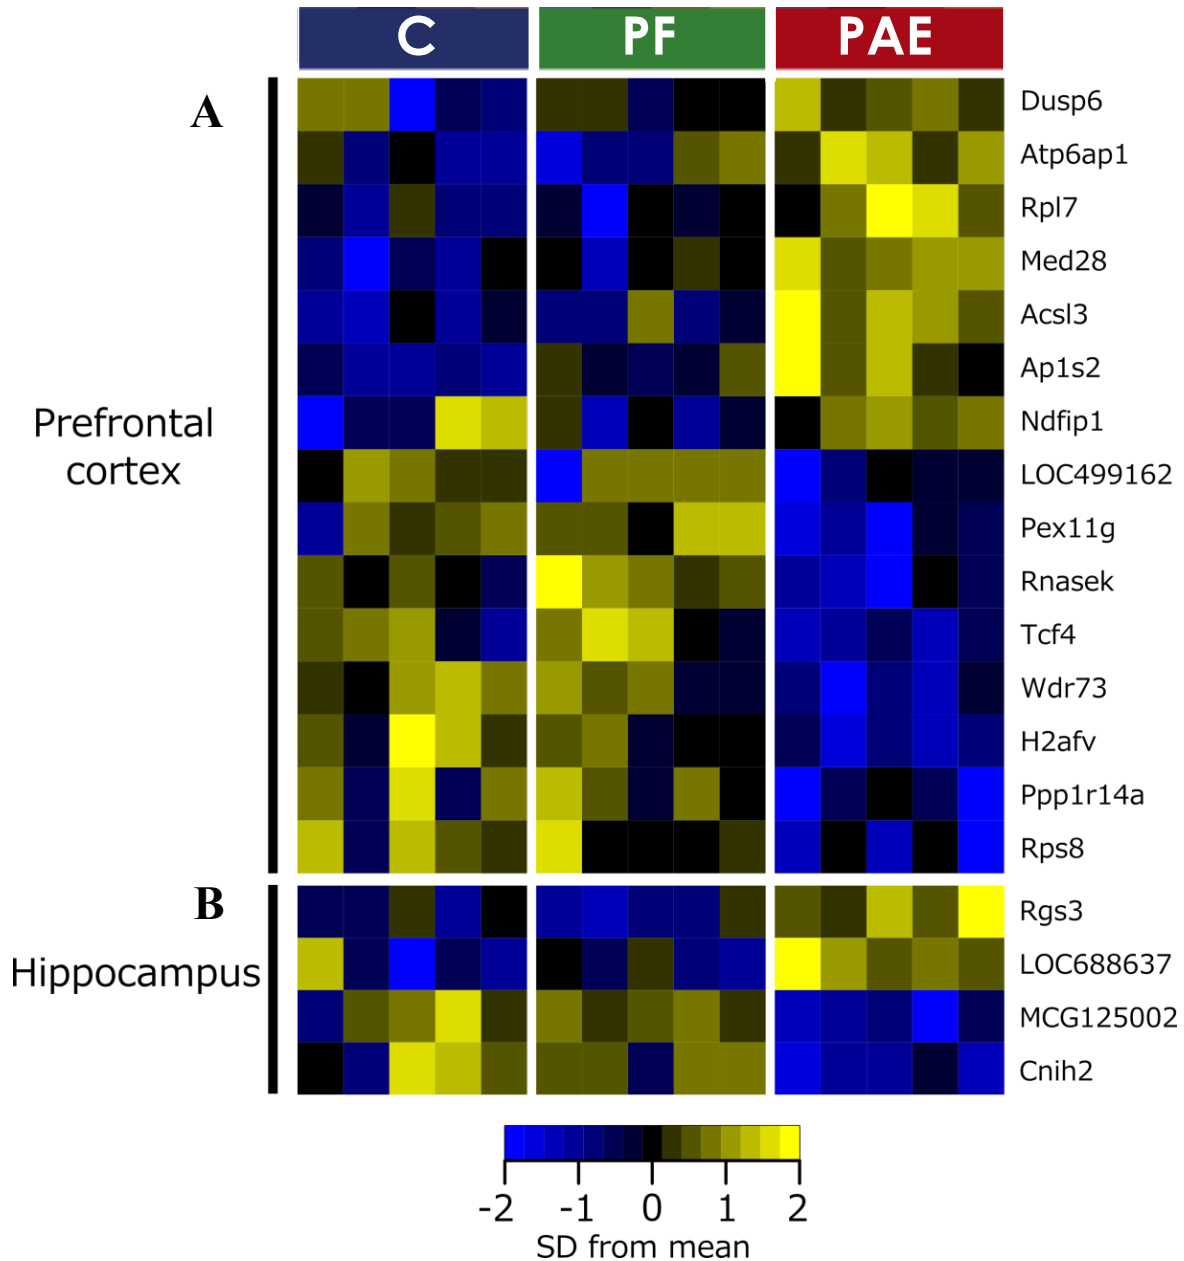 C PF PAE
A
Dusp6
Atp6ap1
Rpl7
Med28
Acsl3
Ap1s2
Ndfip1
LOC499162
Pex11g
Rnasek
Tcf4
Wdr73
H2afv
Ppp1r14a
Rps8
Prefrontal
cortex
B
Rgs3
LOC688637
MCG125002
Cnih2
Hippocampus
-2 -1 0 1 2
SD from mean